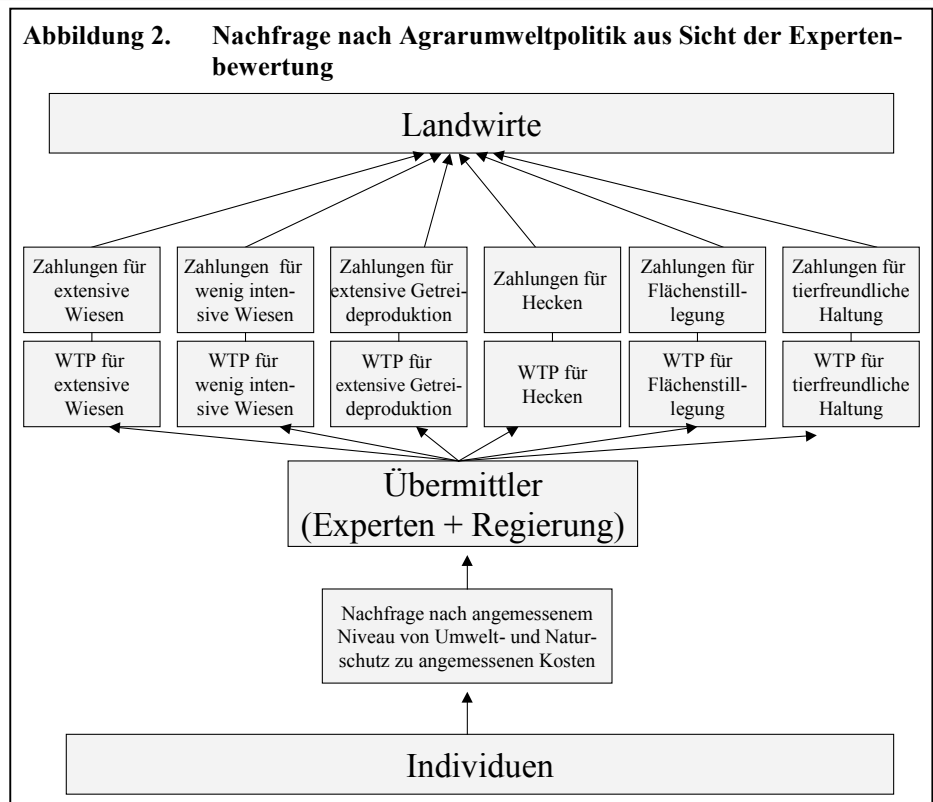 Abbildung 2. Nachfrage nach Agrarumweltpolitik aus Sicht der Experten-
bewertung
Landwirte
Zahlungen für
extensive
Wiesen
Zahlungen für
wenig inten-
sive Wiesen
Zahlungen für
extensive Getrei-
deproduktion
Zahlungen für
Hecken
Zahlungen für
Flächenstill-
legung
Zahlungen für
tierfreundliche
Haltung
WTP für
extensive
Wiesen
WTP für
wenig inten-
sive Wiesen
WTP für
extensive Getrei-
deproduktion
WTP für
Hecken
WTP für
Flächenstill-
legung
WTP für
tierfreundliche
Haltung
Übermittler
(Experten + Regierung)
Nachfrage nach angemessenem
Niveau von Umwelt- und Natur-
schutz zu angemessenen Kosten
Individuen